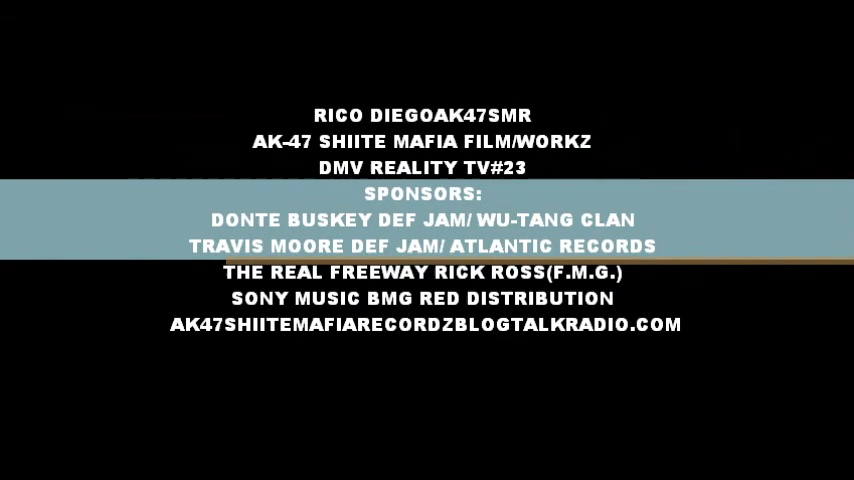 RICO DIEGOAK47SMR
AK-47 SHIITE MAFIA FILM/WORKZ
DMV REALITY TV#23
SPONSORS:
DONTE BUSKEY DEF JAM/ WU-TANG CLAN
TRAVIS MOORE DEF JAM/ ATLANTIC RECORDS
THE REAL FREEWAY RICK ROSS(F.M.G.)
SONY MUSIC BMG RED DISTRIBUTION
AK47SHIITEMAFIARECORDZBLOGTALKRADIO.COM